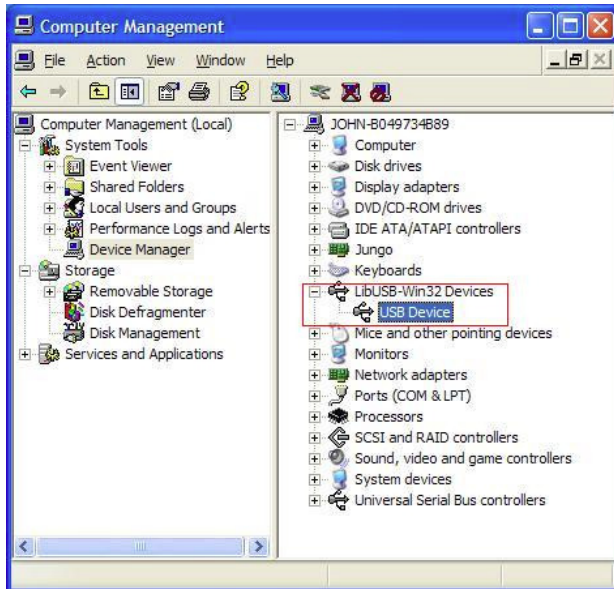 Computer Management
File Action View Window Help
Computer Management (Local)
System Tools
Event Viewer
Shared Folders
Local Users and Groups
Performance Logs and Alerts
Device Manager
Storage
Removable Storage
Disk Defragmenter
Disk Management
Services and Applications
JOHN-B049734B89
Computer
Disk drives
Display adapters
DVD/CD-ROM drives
IDE ATA/ATAPI controllers
Jungo
Keyboards
LibUSB-Win32 Devices
USB Device
Mice and other pointing devices
Monitors
Network adapters
Ports (COM & LPT)
Processors
SCSI and RAID controllers
Sound, video and game controllers
System devices
Universal Serial Bus controllers